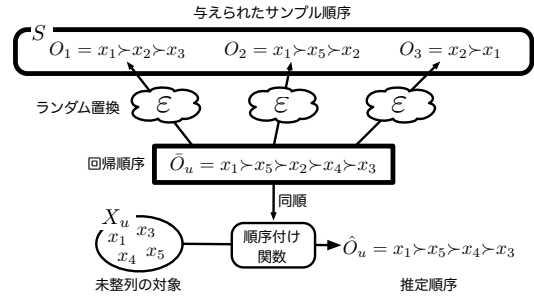 与えられたサンプル順序
S
O₁ = x₁≻x₂≻x₃ O₂ = x₁≻x₅≻x₂ O₃ = x₂≻x₁
ランダム置換 ε ε ε
回帰順序 Ōᵤ = x₁≻x₅≻x₂≻x₄≻x₃
同順
Xᵤ
x₁ x₃
x₄ x₅
順序付け
関数
Ôᵤ = x₁≻x₅≻x₄≻x₃
未整列の対象 推定順序